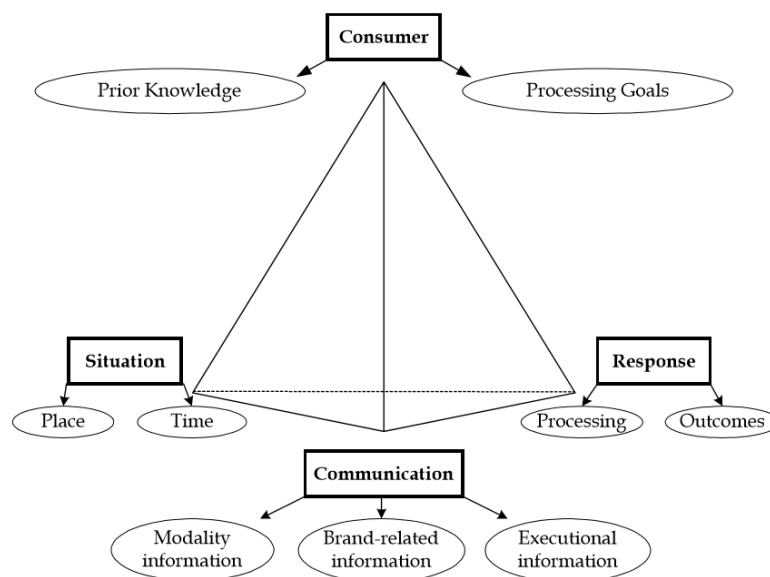 Consumer
Prior Knowledge
Processing Goals
Situation
Response
Place
Time
Processing
Outcomes
Communication
Modality
information
Brand-related
information
Executional
information